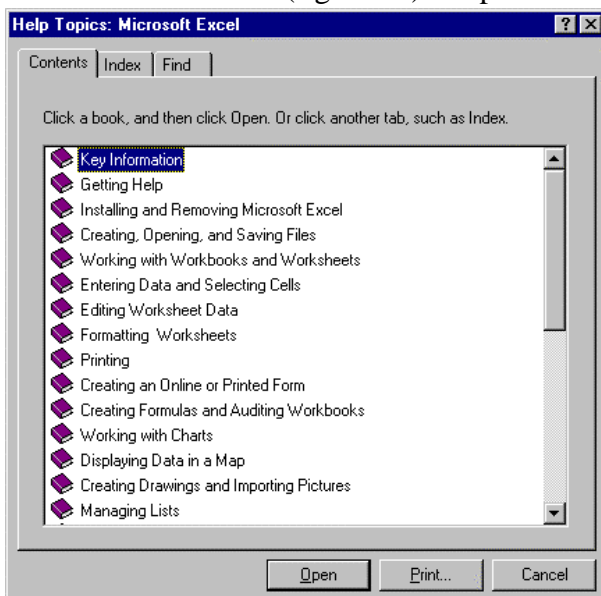 Help Topics: Microsoft Excel
Contents Index Find
Click a book, and then click Open. Or click another tab, such as Index.
Key Information
Getting Help
Installing and Removing Microsoft Excel
Creating, Opening, and Saving Files
Working with Workbooks and Worksheets
Entering Data and Selecting Cells
Editing Worksheet Data
Formatting Worksheets
Printing
Creating an Online or Printed Form
Creating Formulas and Auditing Workbooks
Working with Charts
Displaying Data in a Map
Creating Drawings and Importing Pictures
Managing Lists
Open Print... Cancel